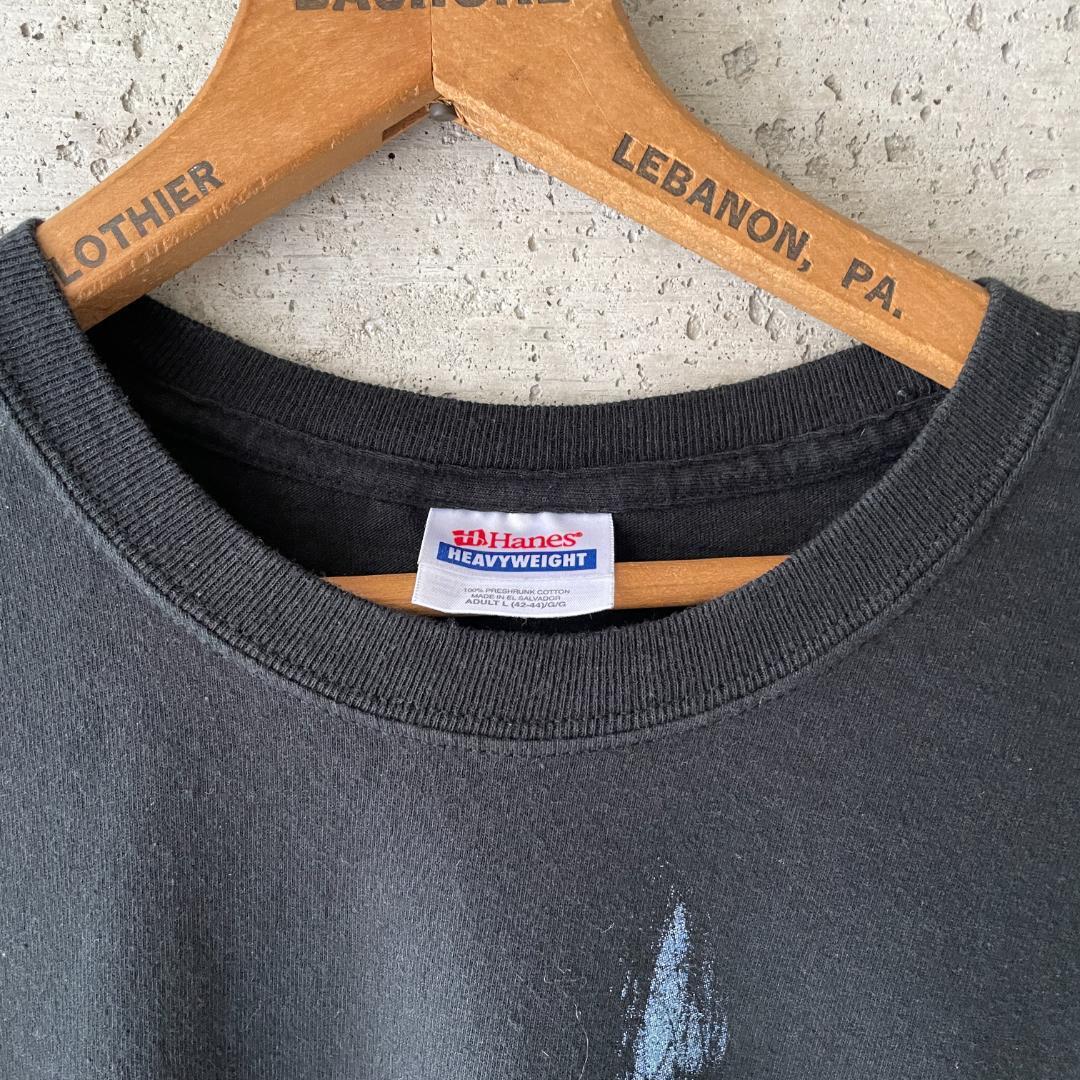 LOTHIER
LEBANON, PA.
Hanes
HEAVYWEIGHT
100% PRESHRUNK COTTON
MADE IN EL SALVADOR
ADULT L (42-44)/G/G